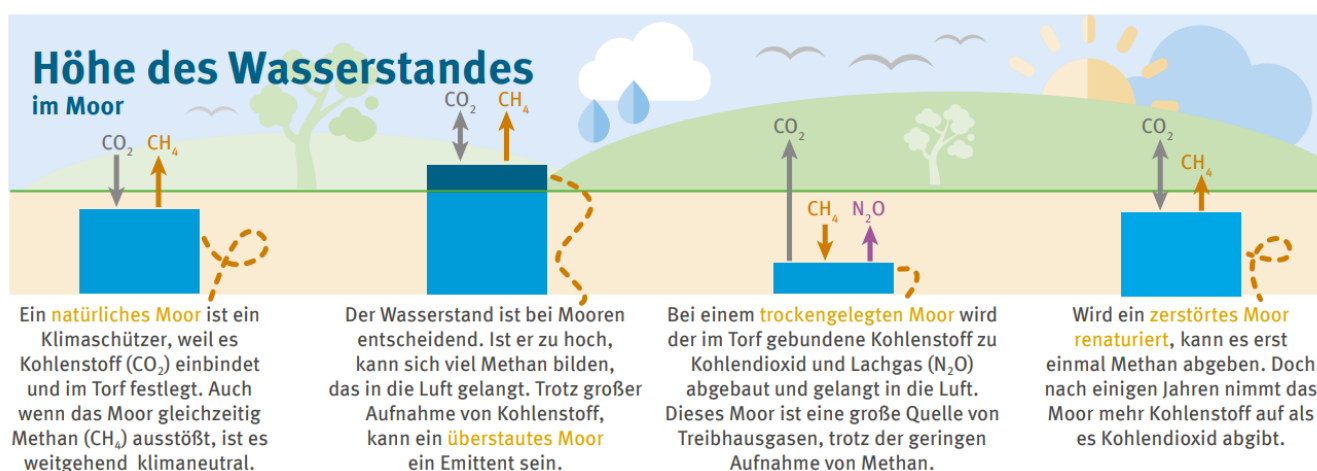 Höhe des Wasserstandes
im Moor
CO₂ CH₄
CO₂ CH₄
CO₂
CH₄ N₂O
CO₂
CH₄
Ein natürliches Moor ist ein
Klimaschützer, weil es
Kohlenstoff (CO₂) einbindet
und im Torf festlegt. Auch
wenn das Moor gleichzeitig
Methan (CH₄) ausstößt, ist es
weitgehend klimaneutral.
Der Wasserstand ist bei Mooren
entscheidend. Ist er zu hoch,
kann sich viel Methan bilden,
das in die Luft gelangt. Trotz großer
Aufnahme von Kohlenstoff,
kann ein überstautes Moor
ein Emittent sein.
Bei einem trockengelegten Moor wird
der im Torf gebundene Kohlenstoff zu
Kohlendioxid und Lachgas (N₂O)
abgebaut und gelangt in die Luft.
Dieses Moor ist eine große Quelle von
Treibhausgasen, trotz der geringen
Aufnahme von Methan.
Wird ein zerstörtes Moor
renaturiert, kann es erst
einmal Methan abgeben. Doch
nach einigen Jahren nimmt das
Moor mehr Kohlenstoff auf als
es Kohlendioxid abgibt.